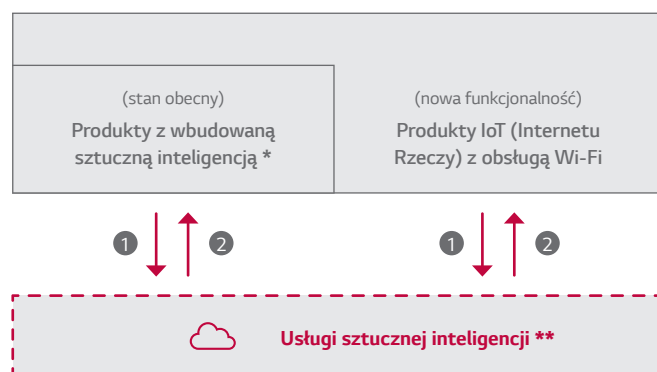 (stan obecny)
Produkty z wbudowaną
sztuczną inteligencją *
(nowa funkcjonalność)
Produkty IoT (Internetu
Rzeczy) z obsługą Wi-Fi
1
2
1
2
Usługi sztucznej inteligencji **